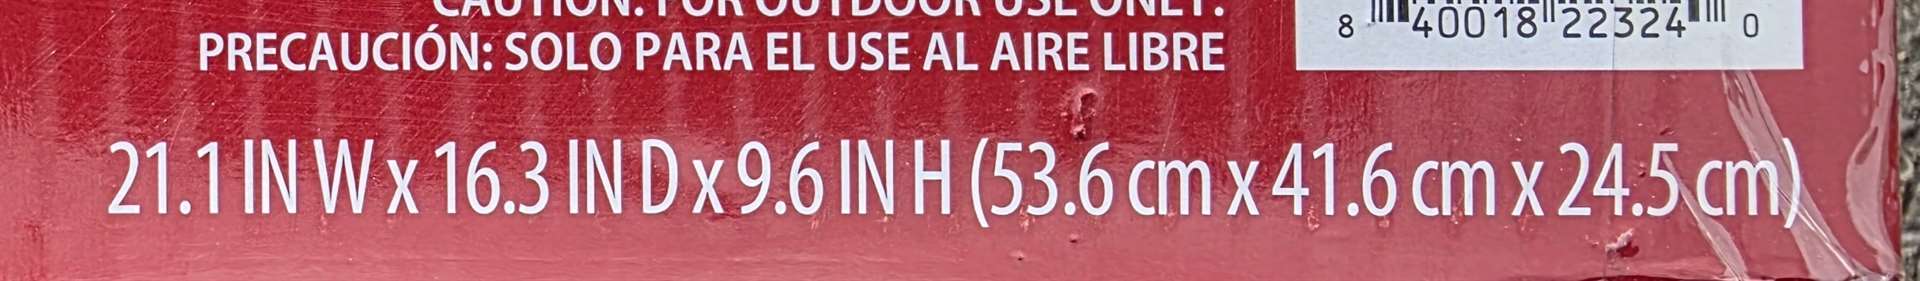 CAUTION: FOR OUTDOOR USE ONLY.
PRECAUCIÓN: SOLO PARA EL USE AL AIRE LIBRE
8 40018 22324 0
21.1 IN W x 16.3 IN D x 9.6 IN H (53.6 cm x 41.6 cm x 24.5 cm)